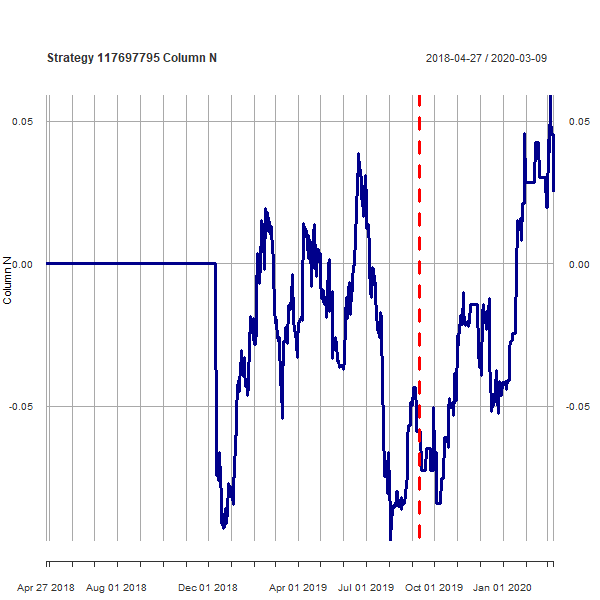 Strategy 117697795 Column N
2018-04-27 / 2020-03-09
0.05
0.05
0.00
0.00
Column N
-0.05
-0.05
Apr 27 2018
Aug 01 2018
Dec 01 2018
Apr 01 2019
Jul 01 2019
Oct 01 2019
Jan 01 2020